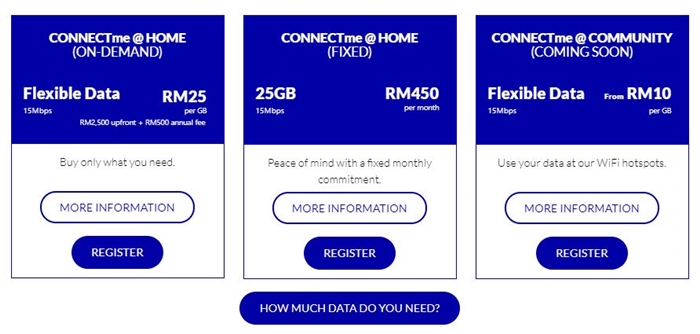 CONNECTme @ HOME
(ON-DEMAND)
Flexible Data
RM25
15Mbps
per GB
RM2,500 upfront + RM500 annual fee
Buy only what you need.
MORE INFORMATION
REGISTER
CONNECTme @ HOME
(FIXED)
25GB
RM450
15Mbps
per month
Peace of mind with a fixed monthly
commitment.
MORE INFORMATION
REGISTER
CONNECTme @ COMMUNITY
(COMING SOON)
Flexible Data
From RM10
15Mbps
per GB
Use your data at our WiFi hotspots.
MORE INFORMATION
REGISTER
HOW MUCH DATA DO YOU NEED?